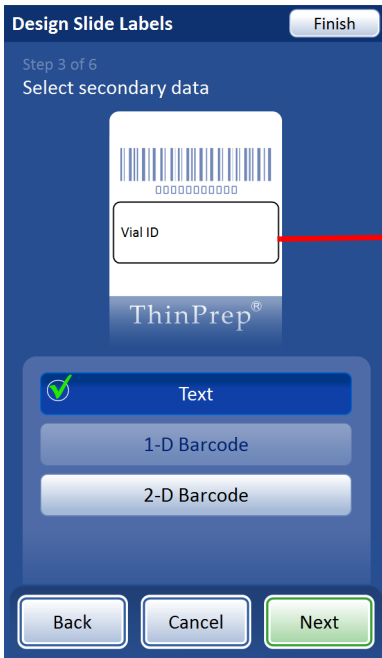 Design Slide Labels
Finish
Step 3 of 6
Select secondary data
00000000000
Vial ID
ThinPrep®
Text
1-D Barcode
2-D Barcode
Back
Cancel
Next